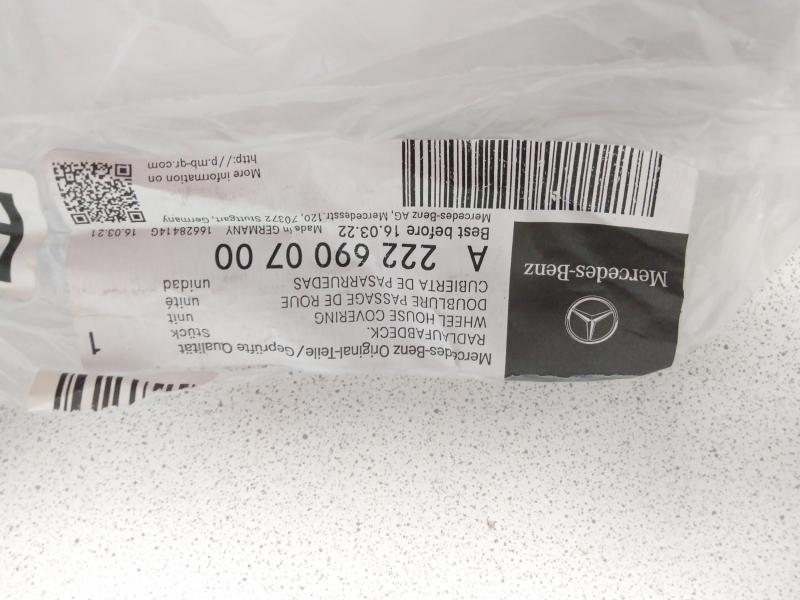 Mercedes-Benz
Mercedes-Benz Original-Teile/Geprüfte Qualität
RADLAUFABDECK. Stück 1
WHEEL HOUSE COVERING unit
DOUBLURE PASSAGE DE ROUE unité
CUBIERTA DE PASARRUEDAS unidad
A 222 690 07 00
Best before 16.03.22 Made in GERMANY 16628414G 16.03.21
Mercedes-Benz AG, Mercedesstr.120, 70372 Stuttgart, Germany
More information on
http://p.mb-qr.com